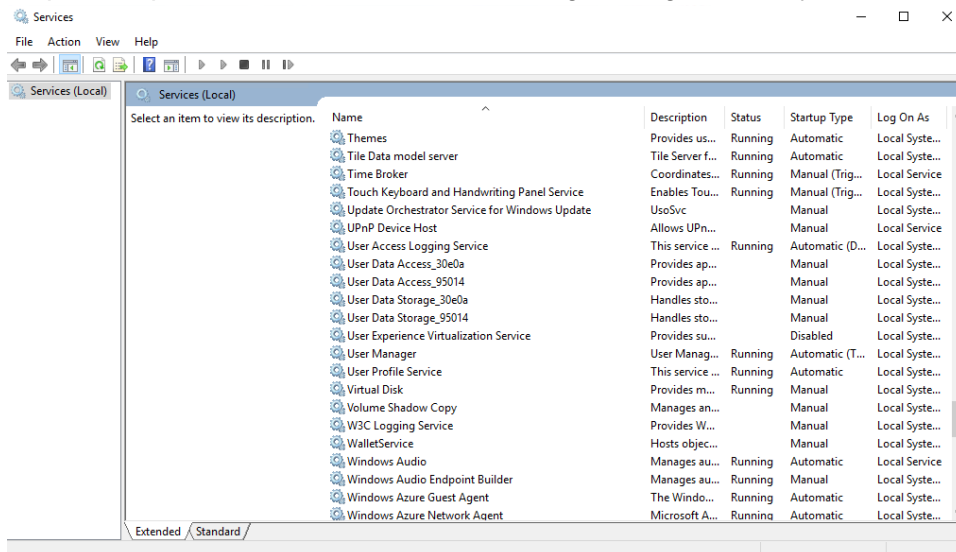 Services
File Action View Help
Services (Local)
Services (Local)
Select an item to view its description.
Name Description Status Startup Type Log On As
Themes Provides us... Running Automatic Local Syste...
Tile Data model server Tile Server f... Running Automatic Local Syste...
Time Broker Coordinates... Running Manual (Trig... Local Service
Touch Keyboard and Handwriting Panel Service Enables Tou... Running Manual (Trig... Local Syste...
Update Orchestrator Service for Windows Update UsoSvc Manual Local Syste...
UPnP Device Host Allows UPn... Manual Local Service
User Access Logging Service This service ... Running Automatic (D... Local Syste...
User Data Access_30e0a Provides ap... Manual Local Syste...
User Data Access_95014 Provides ap... Manual Local Syste...
User Data Storage_30e0a Handles sto... Manual Local Syste...
User Data Storage_95014 Handles sto... Manual Local Syste...
User Experience Virtualization Service Provides su... Disabled Local Syste...
User Manager User Manag... Running Automatic (T... Local Syste...
User Profile Service This service ... Running Automatic Local Syste...
Virtual Disk Provides m... Running Manual Local Syste...
Volume Shadow Copy Manages an... Manual Local Syste...
W3C Logging Service Provides W... Manual Local Syste...
WalletService Hosts objec... Manual Local Syste...
Windows Audio Manages au... Running Automatic Local Service
Windows Audio Endpoint Builder Manages au... Running Manual Local Syste...
Windows Azure Guest Agent The Windo... Running Automatic Local Syste...
Windows Azure Network Agent Microsoft A... Running Automatic Local Syste...
Extended Standard